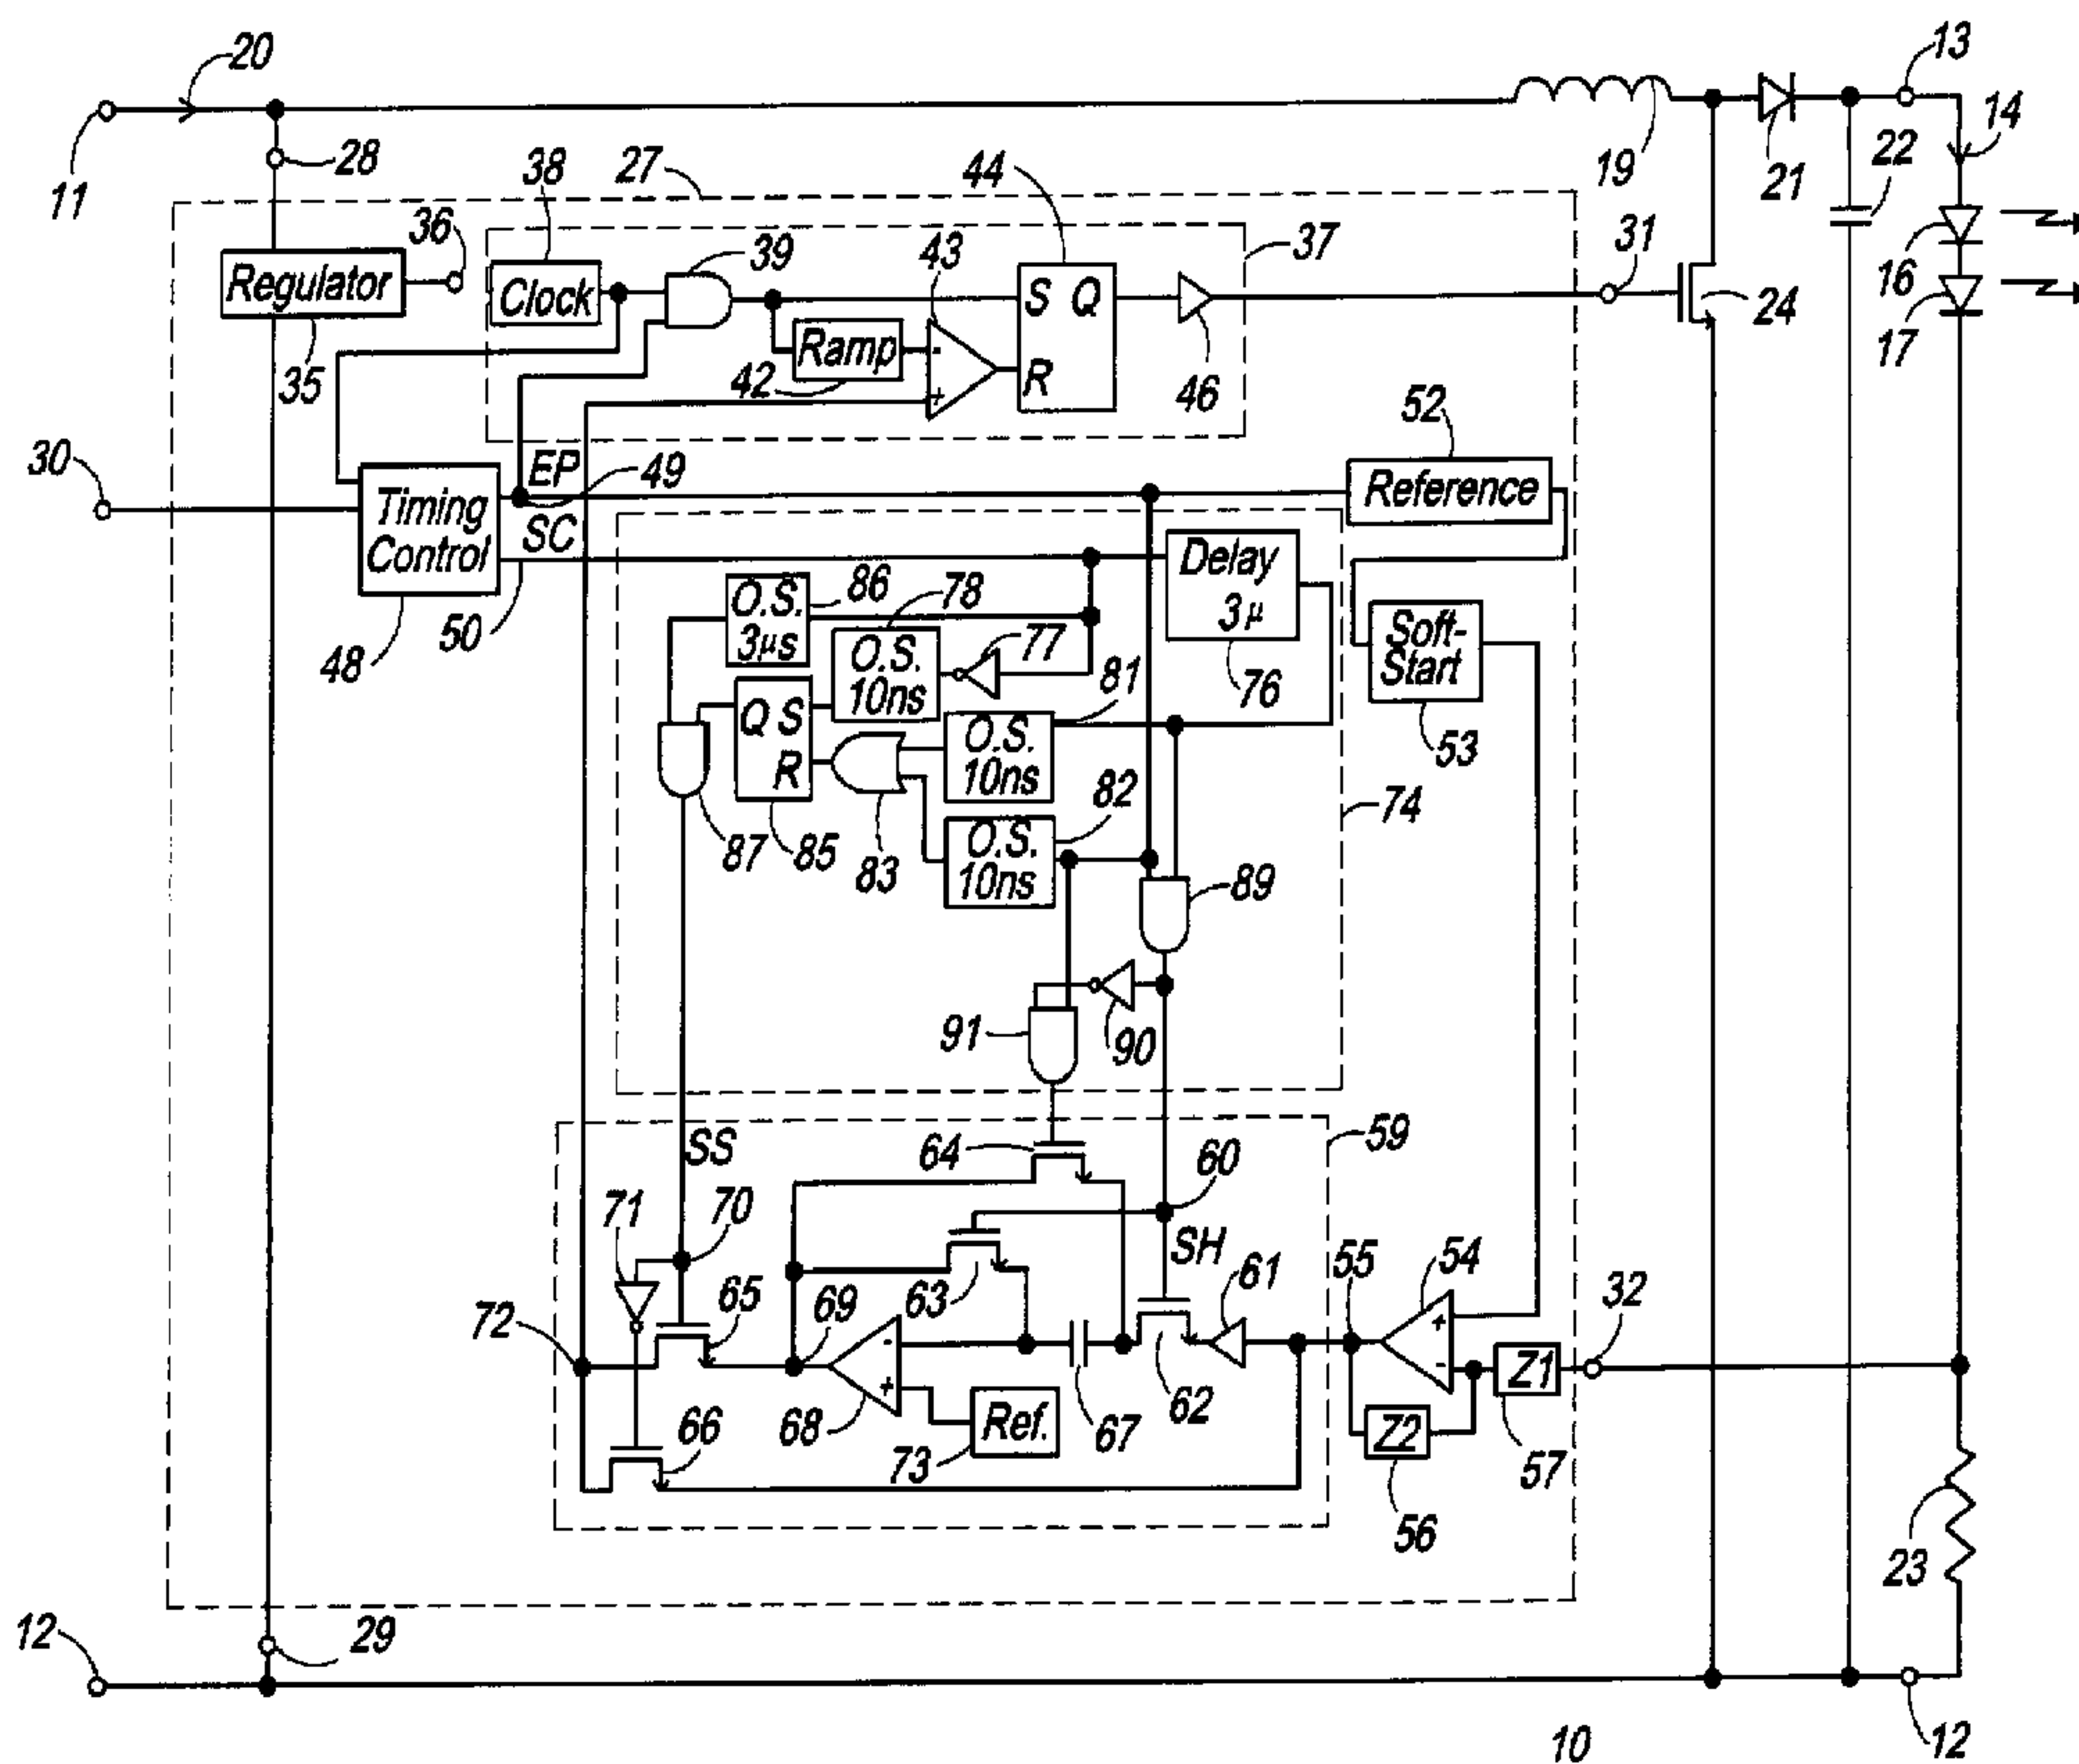 20
13
11
28
27
38
44
19
21
22
14
36
39
43
37
31
16
Regulator
Clock
S Q
24
17
35
42
Ramp
-
+
R
46
52
30
EP
49
Reference
Timing
Control
SC
Delay
3μ
48
50
O.S.
3μs
86
78
77
O.S.
10ns
81
76
Soft-
Start
53
Q S
R
O.S.
10ns
82
74
87
85
83
O.S.
10ns
89
91
90
SS
64
60
59
71
70
SH
72
65
69
63
61
55
54
32
-
+
+
-
Z1
66
68
Ref.
73
67
62
Z2
57
56
23
12
29
12
10